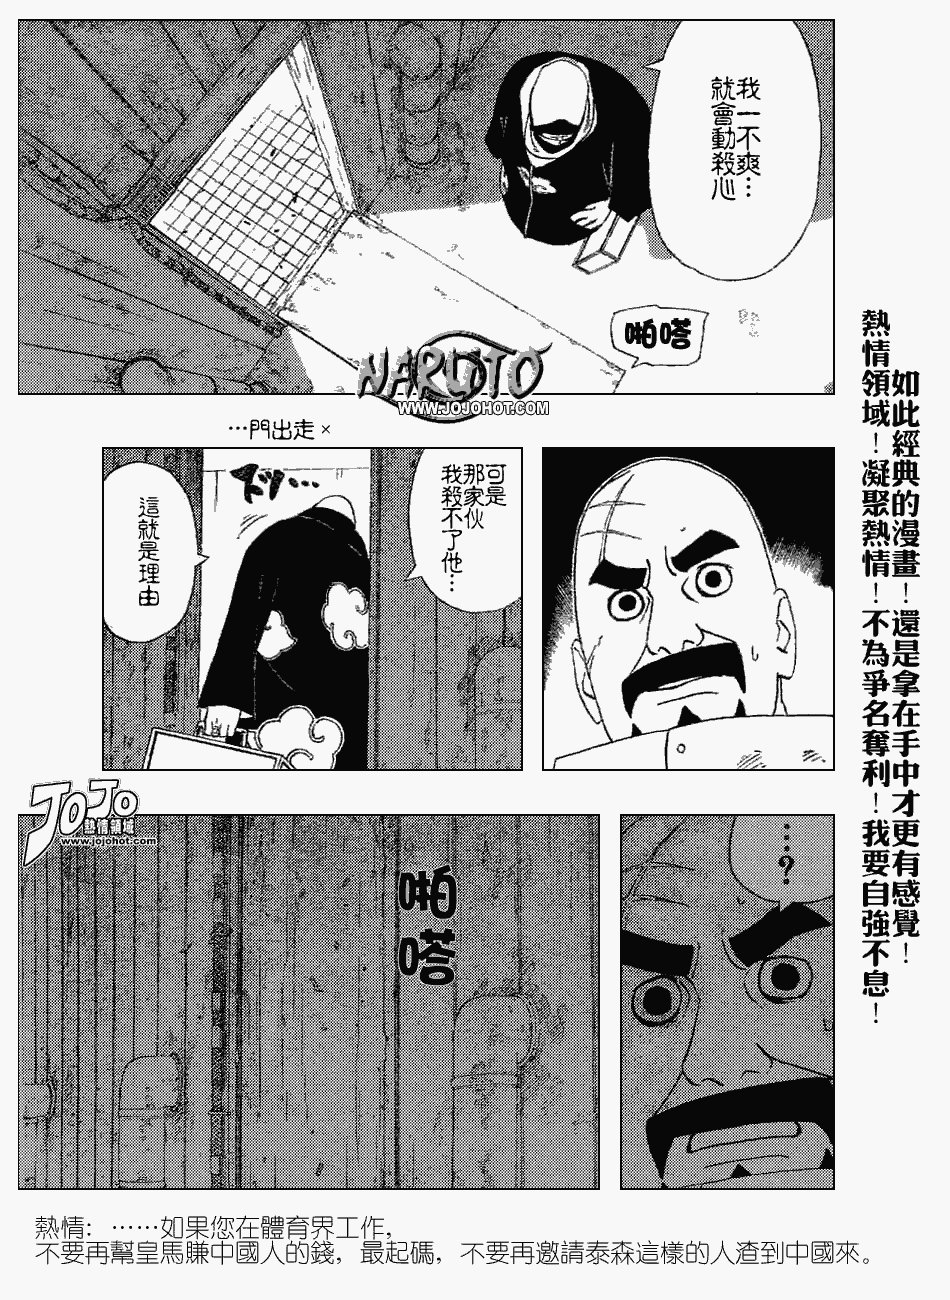 我一不爽…
就會動殺心
啪嗒
NARUTO
WWW.JOJOHOT.COM
…門出走×
可是
那家伙
我殺不了他…
這就是理由
……?
啪
嗒
JOJO
熱情領域
www.jojohot.com
如此經典的漫畫！還是拿在手中才更有感覺！
熱情領域！凝聚熱情！不為爭名奪利！我要自強不息！
熱情：……如果您在體育界工作，
不要再幫皇馬賺中國人的錢，最起碼，不要再邀請泰森這樣的人渣到中國來。